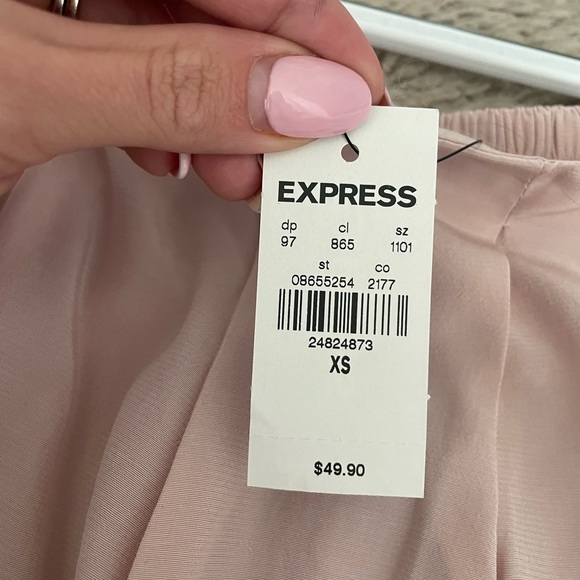 EXPRESS
dp cl sz
97 865 1101
st co
08655254 2177
24824873
XS
$49.90